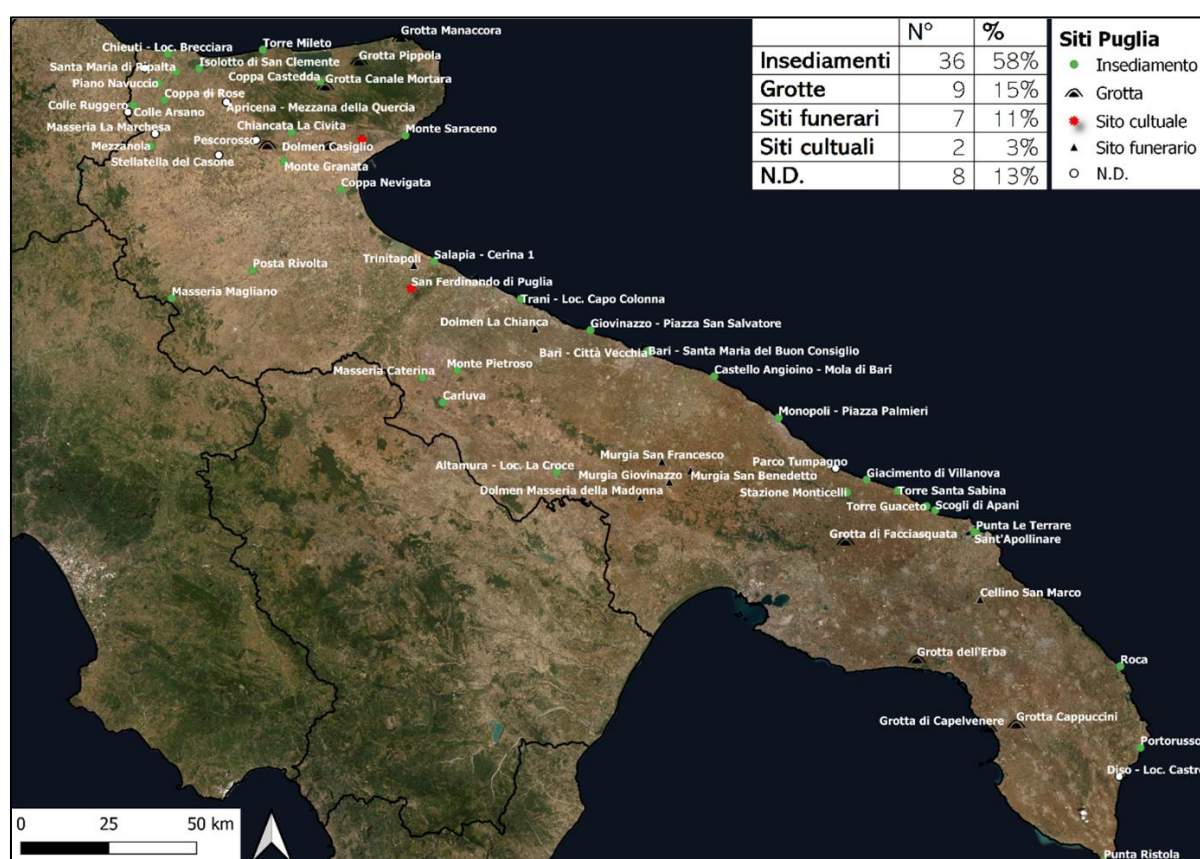 N° %
Insediamenti 36 58%
Grotte 9 15%
Siti funerari 7 11%
Siti cultuali 2 3%
N.D. 8 13%
Siti Puglia
Insediamento
Grotta
Sito cultuale
Sito funerario
N.D.
Grotta Manaccora
Chieuti - Loc. Brecciara
Torre Mileto
Grotta Pippola
Santa Maria di Ripalta
Isolotto di San Clemente
Coppa Castedda
Grotta Canale Mortara
Piano Navuccio
Coppa di Rose
Colle Ruggero
Colle Arsano
Apricena - Mezzana della Quercia
Masseria La Marchesa
Chiancata La Civita
Monte Saraceno
Pescorosso
Mezzanola
Dolmen Casiglio
Stellatella del Casone
Monte Granata
Coppa Nevigata
Trinitapoli
Salapia - Cerina 1
Posta Rivolta
San Ferdinando di Puglia
Masseria Magliano
Trani - Loc. Capo Colonna
Dolmen La Chianca
Giovinazzo - Piazza San Salvatore
Bari - Città Vecchia
Bari - Santa Maria del Buon Consiglio
Masseria Caterina
Monte Pietroso
Castello Angioino - Mola di Bari
Carluva
Monopoli - Piazza Palmieri
Altamura - Loc. La Croce
Murgia San Francesco
Parco Tumpagno
Murgia Giovinazzo
Murgia San Benedetto
Giacimento di Villanova
Dolmen Masseria della Madonna
Stazione Monticelli
Torre Santa Sabina
Torre Guaceto
Scogli di Apani
Punta Le Terrare
Grotta di Facciasquata
Sant'Apollinare
Cellino San Marco
Grotta dell'Erba
Roca
Grotta di Capelvenere
Grotta Cappuccini
Portorusso
Diso - Loc. Castro
Punta Ristola
0 25 50 km